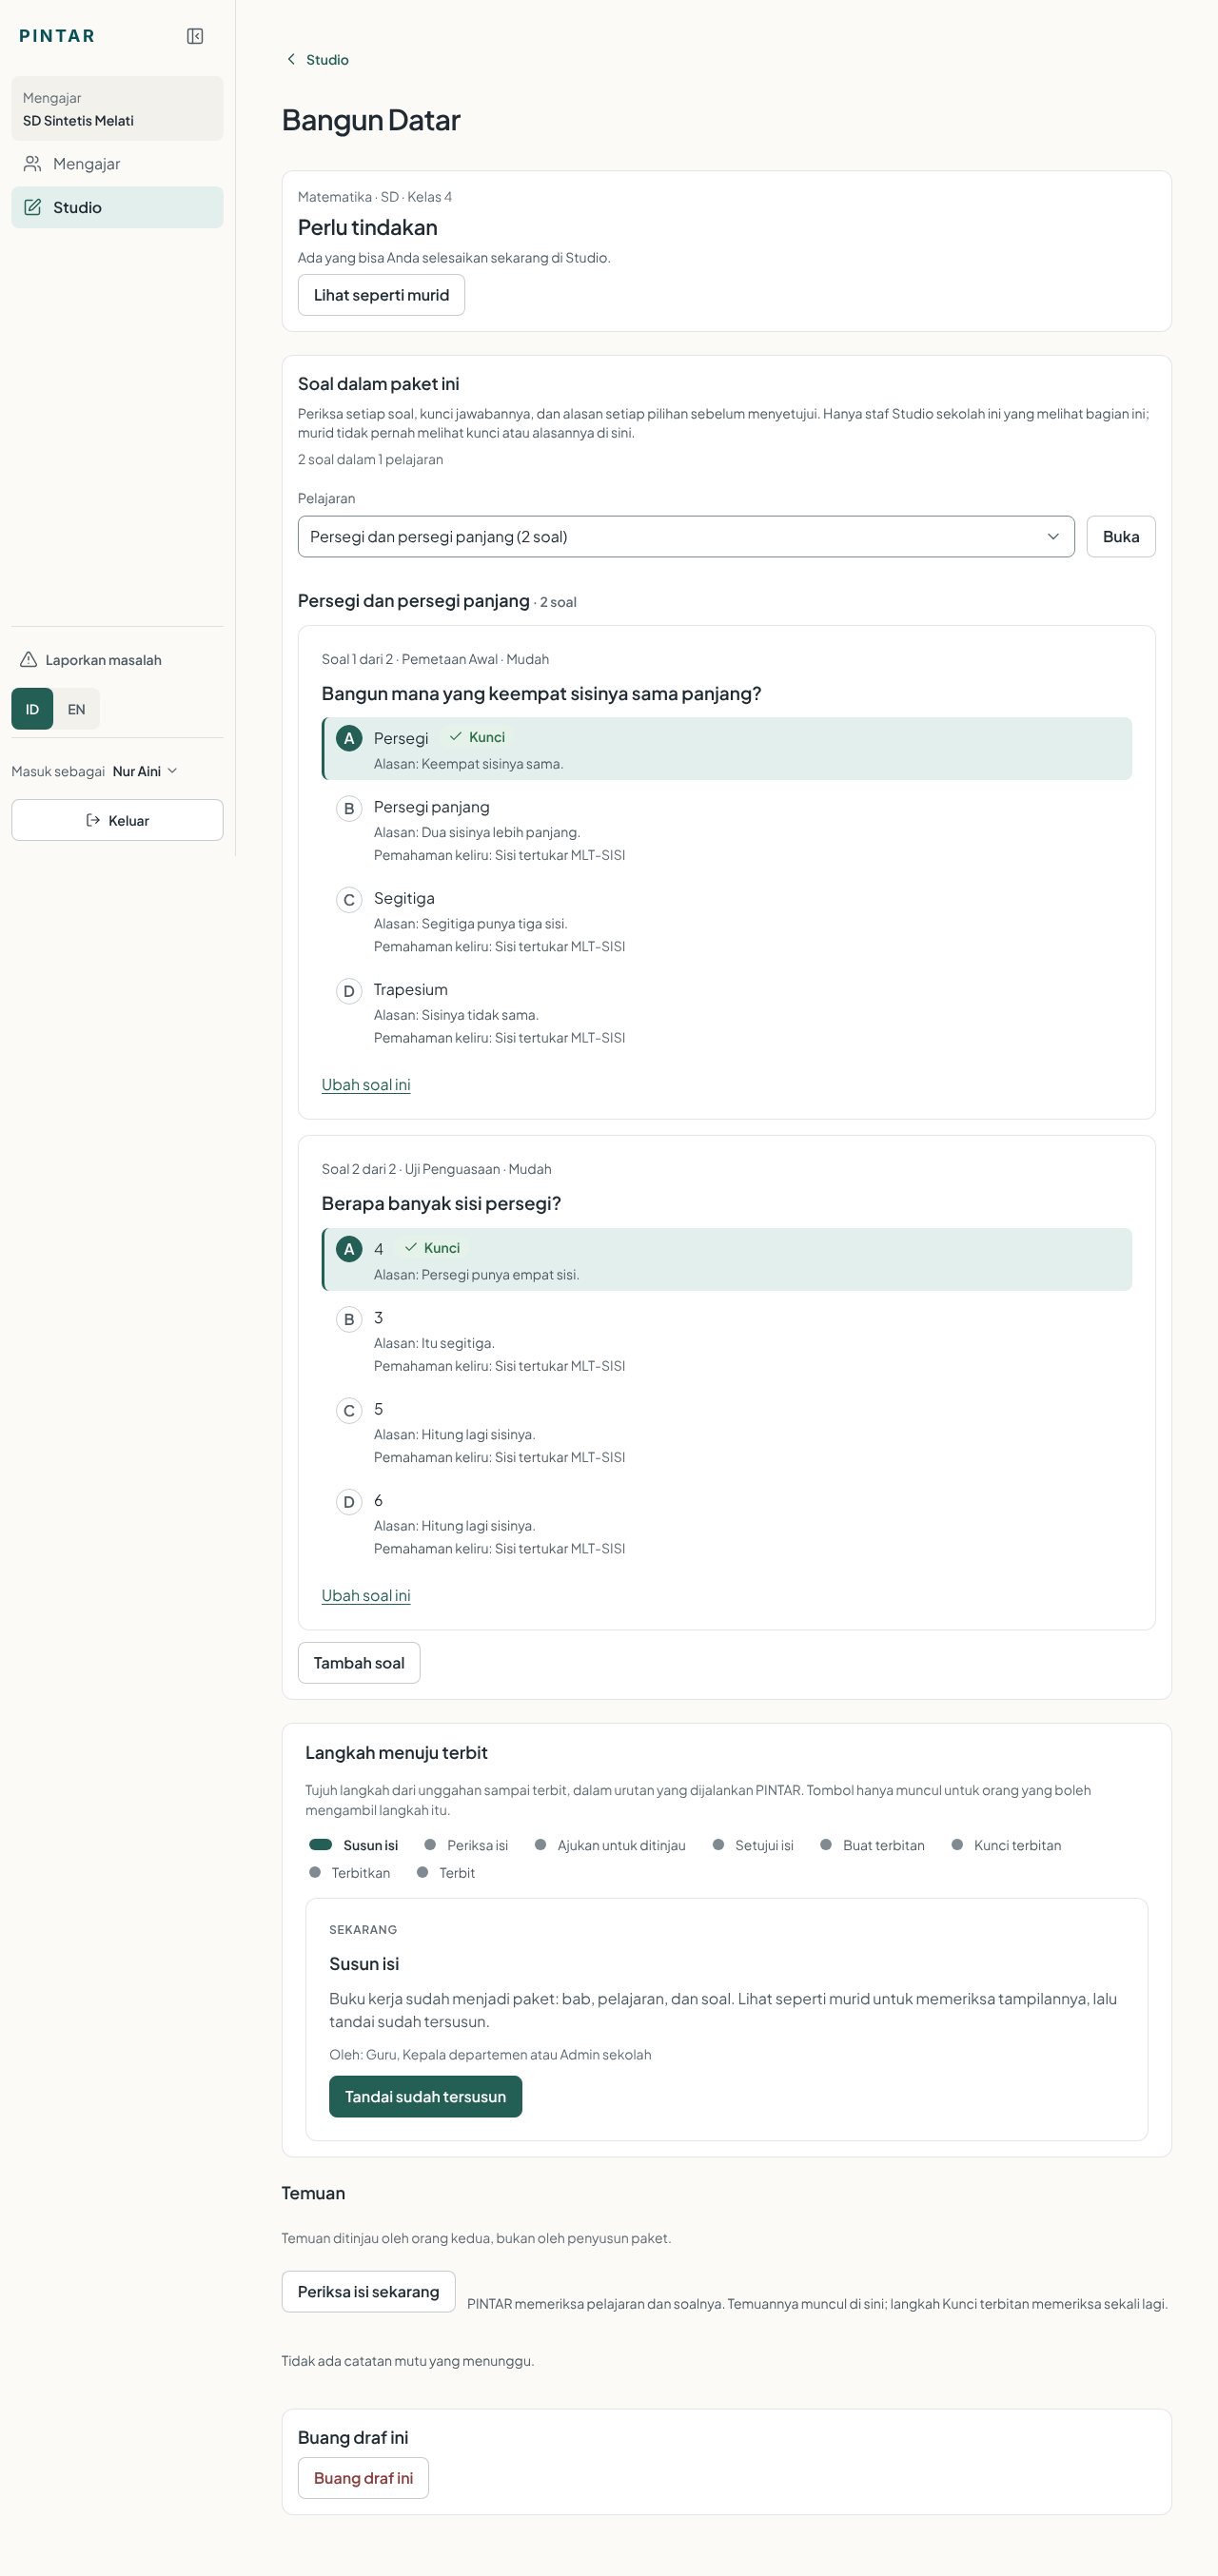 PINTAR
Mengajar
SD Sintetis Melati
Mengajar
Studio
Laporkan masalah
ID EN
Masuk sebagai Nur Aini
Keluar
Studio
Bangun Datar
Matematika · SD · Kelas 4
Perlu tindakan
Ada yang bisa Anda selesaikan sekarang di Studio.
Lihat seperti murid
Soal dalam paket ini
Periksa setiap soal, kunci jawabannya, dan alasan setiap pilihan sebelum menyetujui. Hanya staf Studio sekolah ini yang melihat bagian ini;
murid tidak pernah melihat kunci atau alasannya di sini.
2 soal dalam 1 pelajaran
Pelajaran
Persegi dan persegi panjang (2 soal)
Buka
Persegi dan persegi panjang · 2 soal
Soal 1 dari 2 · Pemetaan Awal · Mudah
Bangun mana yang keempat sisinya sama panjang?
A Persegi Kunci
Alasan: Keempat sisinya sama.
B Persegi panjang
Alasan: Dua sisinya lebih panjang.
Pemahaman keliru: Sisi tertukar MLT-SISI
C Segitiga
Alasan: Segitiga punya tiga sisi.
Pemahaman keliru: Sisi tertukar MLT-SISI
D Trapesium
Alasan: Sisinya tidak sama.
Pemahaman keliru: Sisi tertukar MLT-SISI
Ubah soal ini
Soal 2 dari 2 · Uji Penguasaan · Mudah
Berapa banyak sisi persegi?
A 4 Kunci
Alasan: Persegi punya empat sisi.
B 3
Alasan: Itu segitiga.
Pemahaman keliru: Sisi tertukar MLT-SISI
C 5
Alasan: Hitung lagi sisinya.
Pemahaman keliru: Sisi tertukar MLT-SISI
D 6
Alasan: Hitung lagi sisinya.
Pemahaman keliru: Sisi tertukar MLT-SISI
Ubah soal ini
Tambah soal
Langkah menuju terbit
Tujuh langkah dari unggahan sampai terbit, dalam urutan yang dijalankan PINTAR. Tombol hanya muncul untuk orang yang boleh
mengambil langkah itu.
Susun isi Periksa isi Ajukan untuk ditinjau Setujui isi Buat terbitan Kunci terbitan
Terbitkan Terbit
SEKARANG
Susun isi
Buku kerja sudah menjadi paket: bab, pelajaran, dan soal. Lihat seperti murid untuk memeriksa tampilannya, lalu
tandai sudah tersusun.
Oleh: Guru, Kepala departemen atau Admin sekolah
Tandai sudah tersusun
Temuan
Temuan ditinjau oleh orang kedua, bukan oleh penyusun paket.
Periksa isi sekarang
PINTAR memeriksa pelajaran dan soalnya. Temuannya muncul di sini; langkah Kunci terbitan memeriksa sekali lagi.
Tidak ada catatan mutu yang menunggu.
Buang draf ini
Buang draf ini